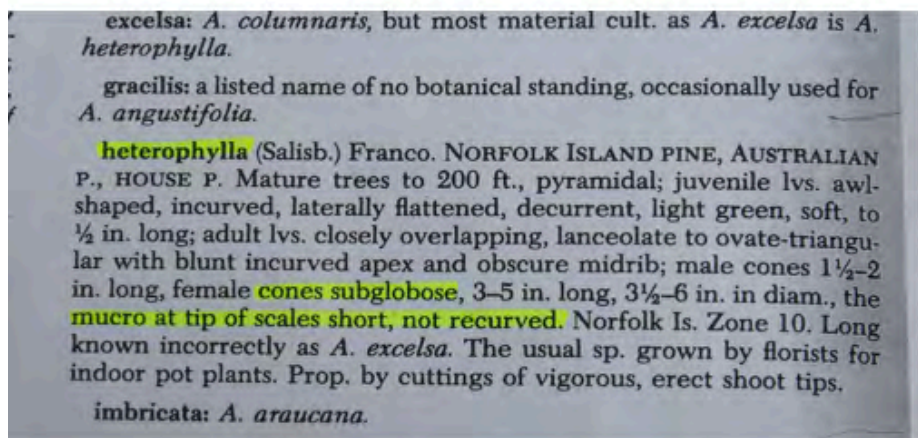 excelsa: A. columnaris, but most material cult. as A. excelsa is A.
heterophylla.
gracilis: a listed name of no botanical standing, occasionally used for
A. angustifolia.
heterophylla (Salisb.) Franco. NORFOLK ISLAND PINE, AUSTRALIAN
P., HOUSE P. Mature trees to 200 ft., pyramidal; juvenile lvs. awl-
shaped, incurved, laterally flattened, decurrent, light green, soft, to
½ in. long; adult lvs. closely overlapping, lanceolate to ovate-triangu-
lar with blunt incurved apex and obscure midrib; male cones 1½–2
in. long, female cones subglobose, 3–5 in. long, 3½–6 in. in diam., the
mucro at tip of scales short, not recurved. Norfolk Is. Zone 10. Long
known incorrectly as A. excelsa. The usual sp. grown by florists for
indoor pot plants. Prop. by cuttings of vigorous, erect shoot tips.
imbricata: A. araucana.